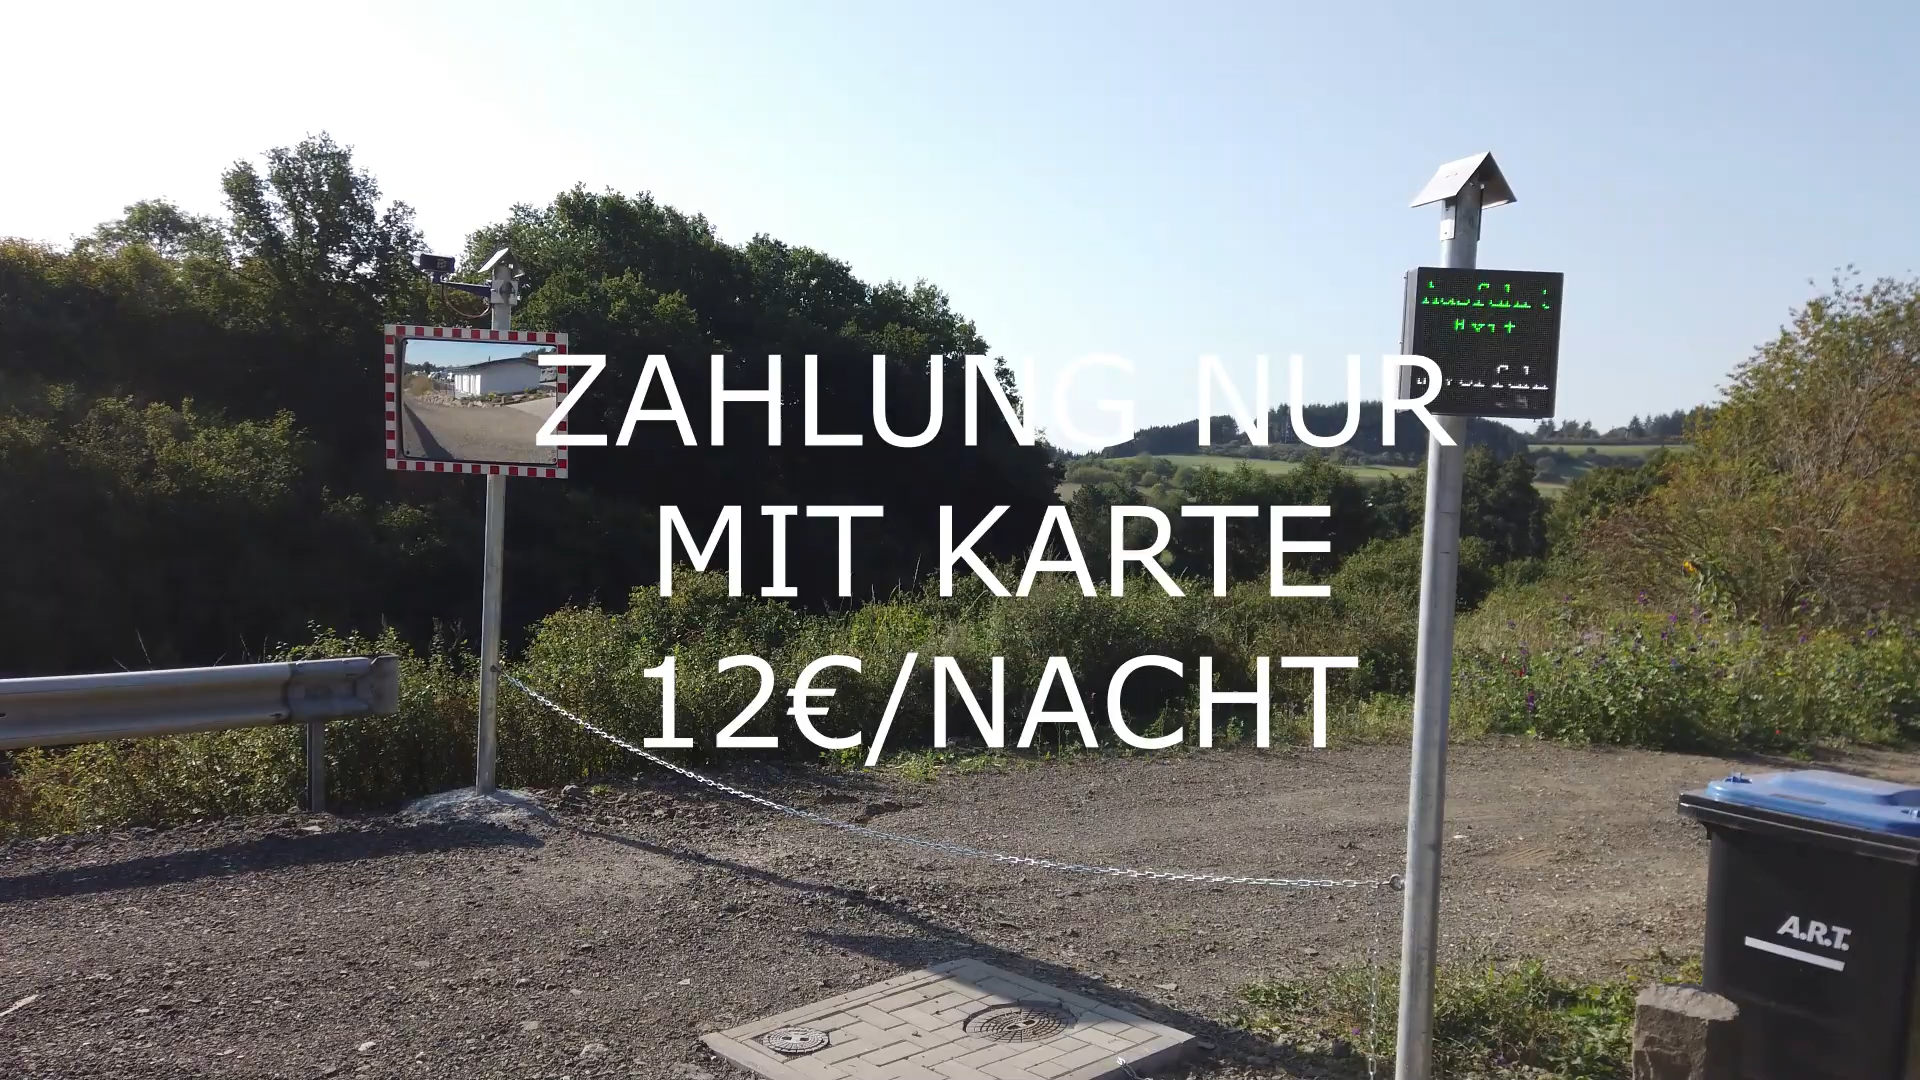 ZAHLUNG NUR
MIT KARTE
12€/NACHT
A.R.T.